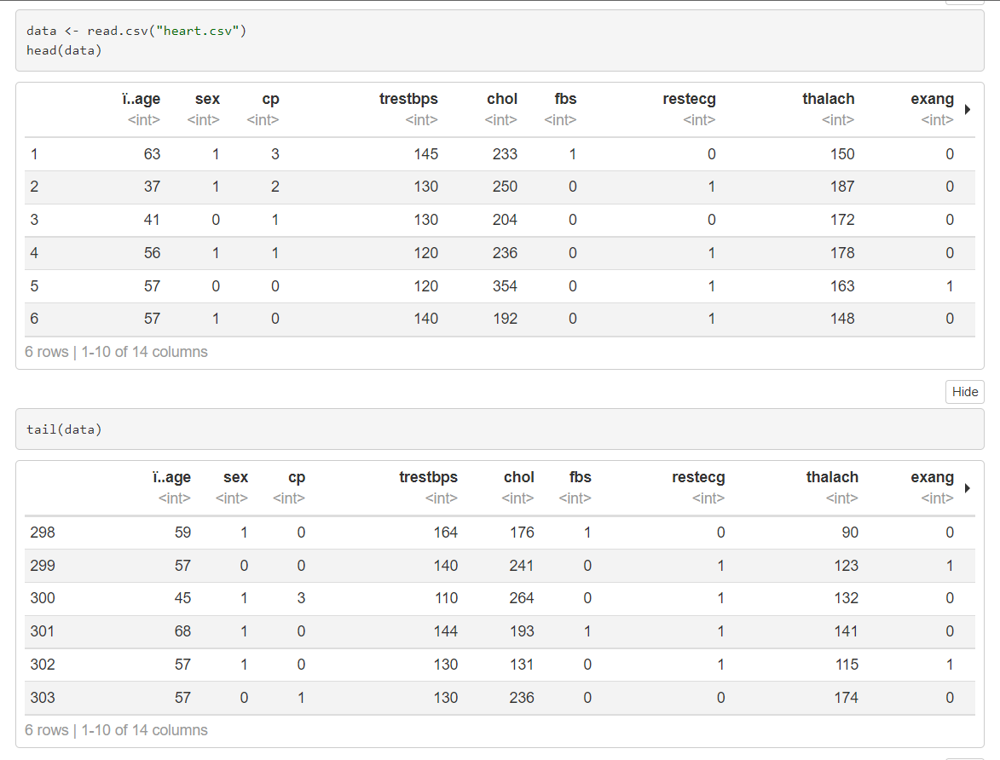 data <- read.csv("heart.csv")
head(data)
ï..age sex cp trestbps chol fbs restecg thalach exang
<int> <int> <int> <int> <int> <int> <int> <int> <int>
1 63 1 3 145 233 1 0 150 0
2 37 1 2 130 250 0 1 187 0
3 41 0 1 130 204 0 0 172 0
4 56 1 1 120 236 0 1 178 0
5 57 0 0 120 354 0 1 163 1
6 57 1 0 140 192 0 1 148 0
6 rows | 1-10 of 14 columns
Hide
tail(data)
ï..age sex cp trestbps chol fbs restecg thalach exang
<int> <int> <int> <int> <int> <int> <int> <int> <int>
298 59 1 0 164 176 1 0 90 0
299 57 0 0 140 241 0 1 123 1
300 45 1 3 110 264 0 1 132 0
301 68 1 0 144 193 1 1 141 0
302 57 1 0 130 131 0 1 115 1
303 57 0 1 130 236 0 0 174 0
6 rows | 1-10 of 14 columns